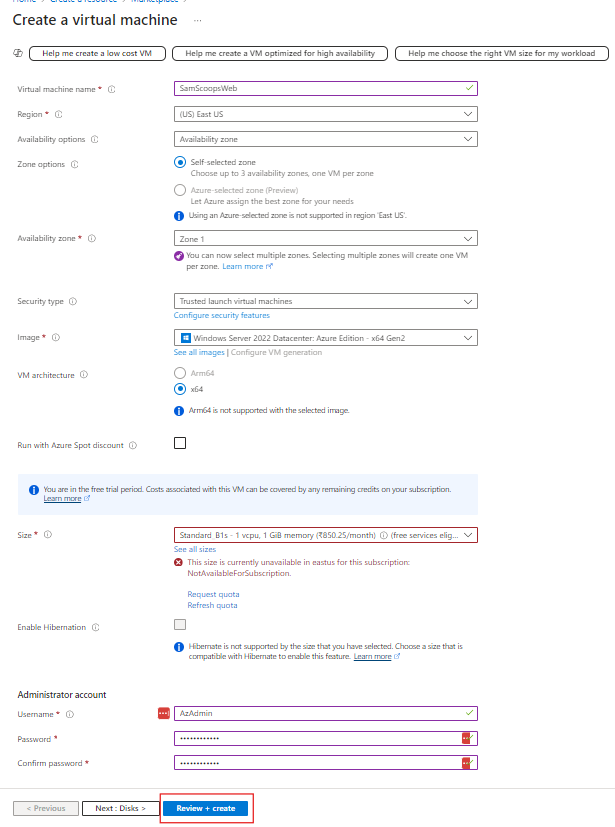 Home > Create a resource > Marketplace >
Create a virtual machine ...
Help me create a low cost VM
Help me create a VM optimized for high availability
Help me choose the right VM size for my workload
Virtual machine name *
SamScoopsWeb
Region *
(US) East US
Availability options
Availability zone
Zone options
Self-selected zone
Choose up to 3 availability zones, one VM per zone
Azure-selected zone (Preview)
Let Azure assign the best zone for your needs
Using an Azure-selected zone is not supported in region 'East US'.
Availability zone *
Zone 1
You can now select multiple zones. Selecting multiple zones will create one VM
per zone. Learn more
Security type
Trusted launch virtual machines
Configure security features
Image *
Windows Server 2022 Datacenter: Azure Edition - x64 Gen2
See all images | Configure VM generation
VM architecture
Arm64
x64
Arm64 is not supported with the selected image.
Run with Azure Spot discount
You are in the free trial period. Costs associated with this VM can be covered by any remaining credits on your subscription.
Learn more
Size *
Standard_B1s - 1 vcpu, 1 GiB memory (₹850.25/month) (free services elig...
See all sizes
This size is currently unavailable in eastus for this subscription:
NotAvailableForSubscription.
Request quota
Refresh quota
Enable Hibernation
Hibernate is not supported by the size that you have selected. Choose a size that is
compatible with Hibernate to enable this feature. Learn more
Administrator account
Username *
AzAdmin
Password *
••••••••••••
Confirm password *
••••••••••••
< Previous
Next : Disks >
Review + create